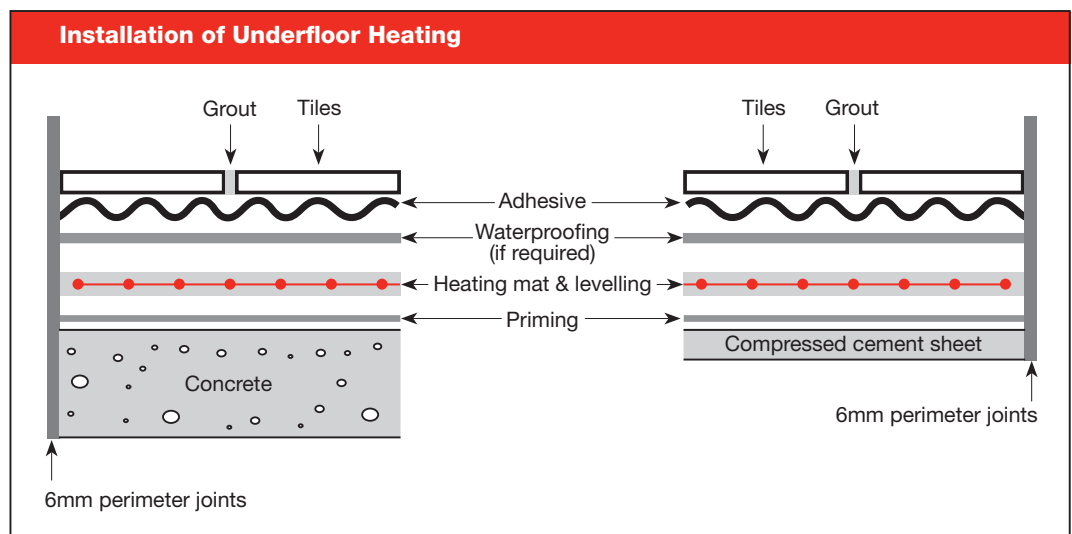 Installation of Underfloor Heating
Grout
Tiles
Tiles
Grout
Adhesive
Waterproofing
(if required)
Heating mat & levelling
Priming
Compressed cement sheet
Concrete
6mm perimeter joints
6mm perimeter joints